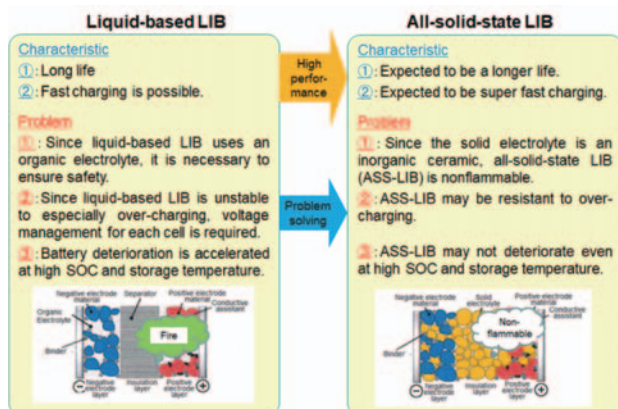 Liquid-based LIB
Characteristic
①: Long life
②: Fast charging is possible.
Problem
①: Since liquid-based LIB uses an
organic electrolyte, it is necessary to
ensure safety.
②: Since liquid-based LIB is unstable
to especially over-charging, voltage
management for each cell is required.
③: Battery deterioration is accelerated
at high SOC and storage temperature.
Negative electrode
material
Separator
Positive electrode
material
Conductive
assistant
Organic
Electrolyte
Fire
Binder
Negative
electrode
layer
Insulation
layer
Positive
electrode
layer
High
perfor-
mance
Problem
solving
All-solid-state LIB
Characteristic
①: Expected to be a longer life.
②: Expected to be super fast charging.
Problem
①: Since the solid electrolyte is an
inorganic ceramic, all-solid-state LIB
(ASS-LIB) is nonflammable.
②: ASS-LIB may be resistant to over-
charging.
③: ASS-LIB may not deteriorate even
at high SOC and storage temperature.
Negative electrode
material
Solid
electrolyte
Positive electrode
material
Conductive
assistant
Non-
flammable
Binder
Negative
electrode
layer
Insulation
layer
Positive
electrode
layer